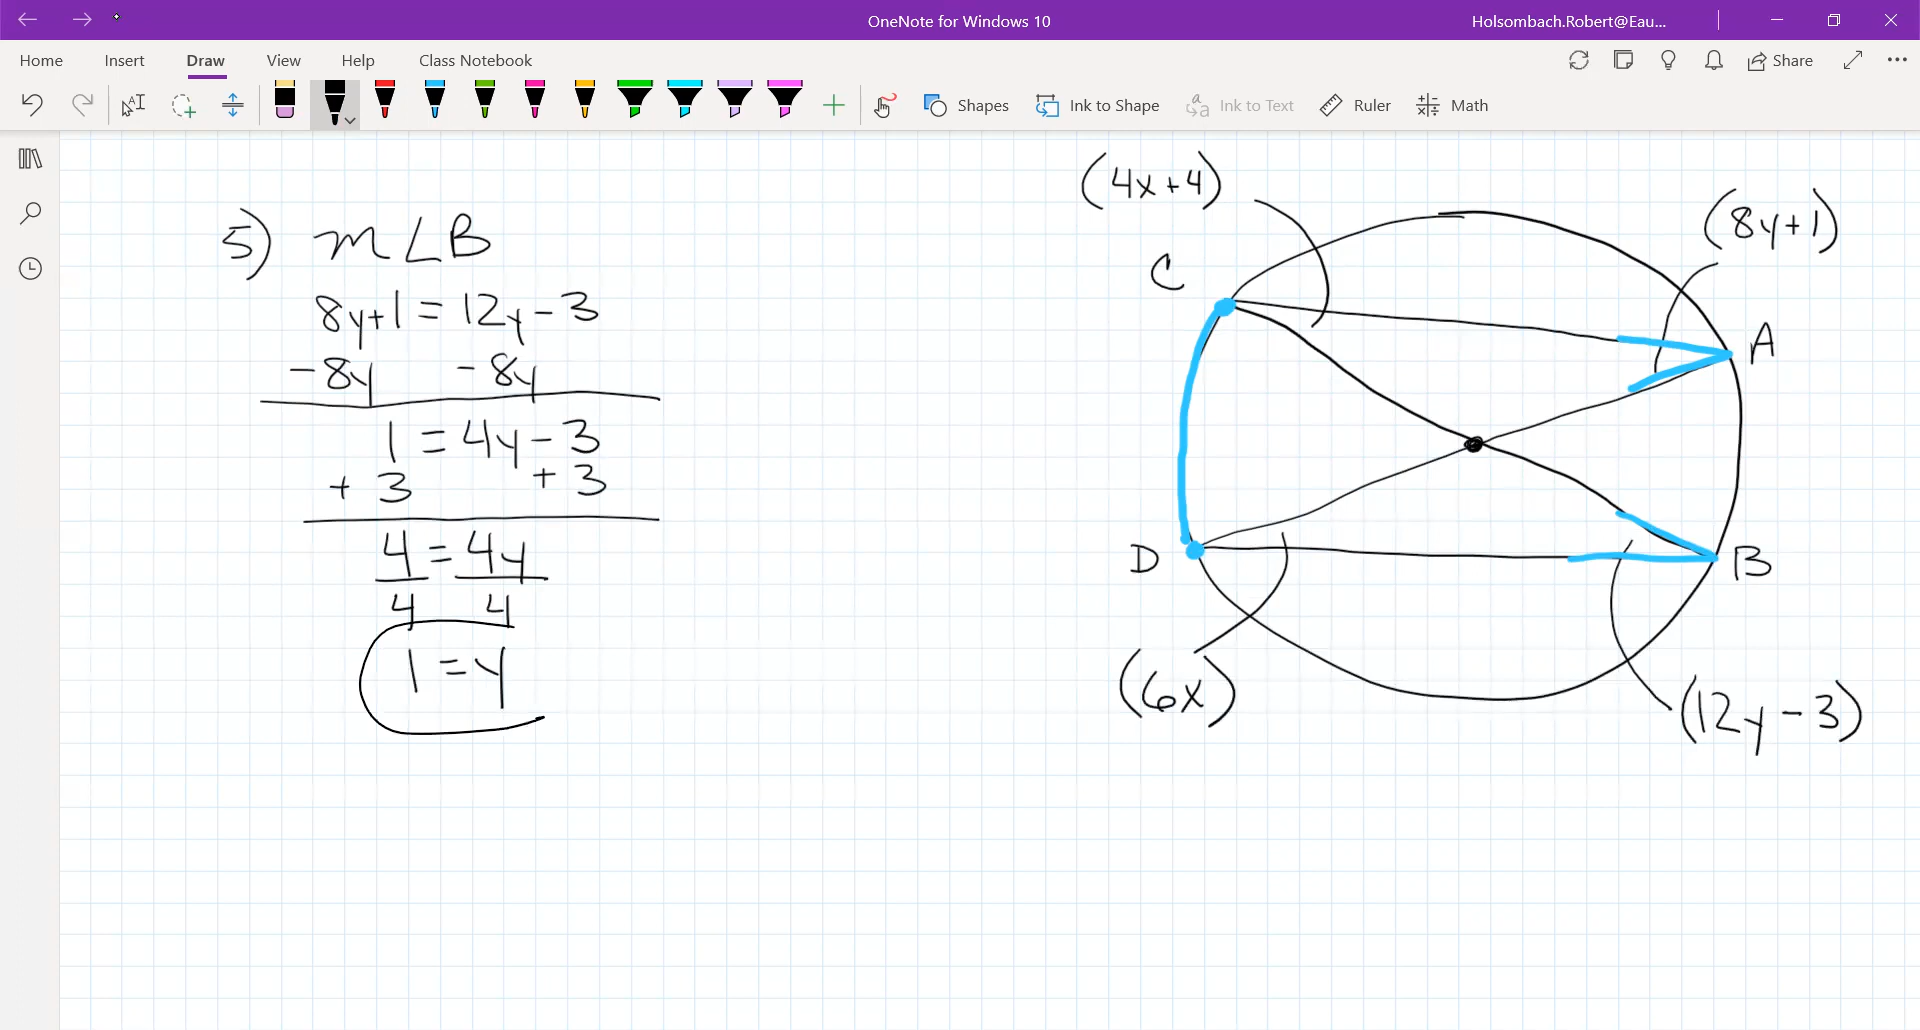 OneNote for Windows 10
Holsombach.Robert@Eau...
Home Insert Draw View Help Class Notebook
Share
Shapes Ink to Shape Ink to Text Ruler Math
5) m∠B
8y+1 = 12y - 3
-8y -8y
1 = 4y - 3
+ 3 + 3
4 = 4y
4 4
1 = y
(4x+4)
(8y+1)
C
A
D
B
(6x)
(12y - 3)